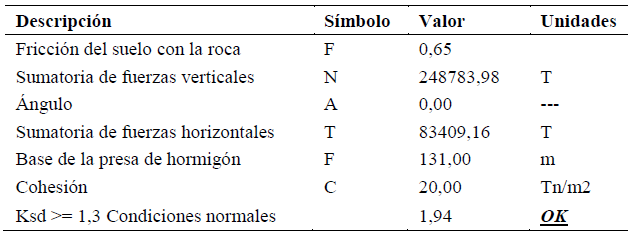 Descripción Símbolo Valor Unidades
Fricción del suelo con la roca F 0,65
Sumatoria de fuerzas verticales N 248783,98 T
Ángulo A 0,00 ---
Sumatoria de fuerzas horizontales T 83409,16 T
Base de la presa de hormigón F 131,00 m
Cohesión C 20,00 Tn/m2
Ksd >= 1,3 Condiciones normales 1,94 OK